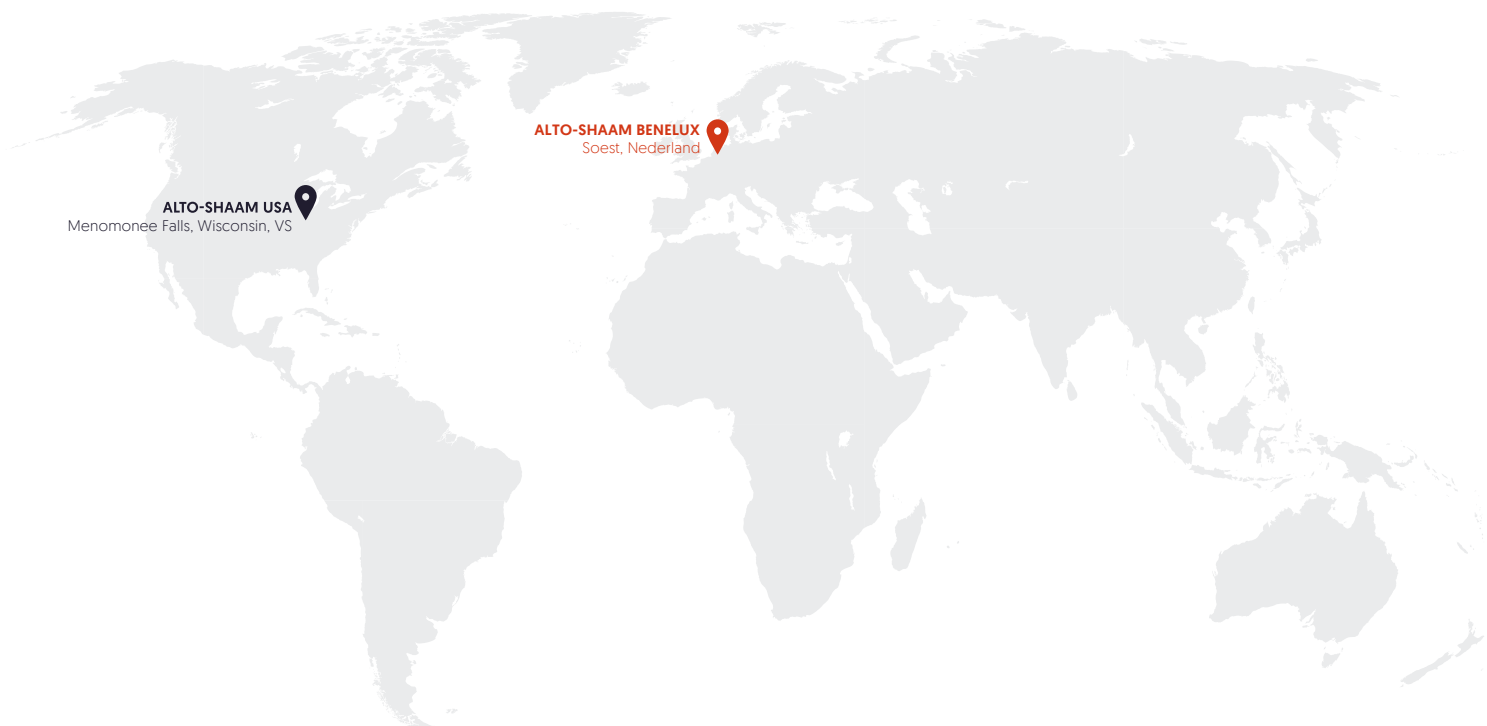 ALTO-SHAAM BENELUX
Soest, Nederland
ALTO-SHAAM USA
Menomonee Falls, Wisconsin, VS